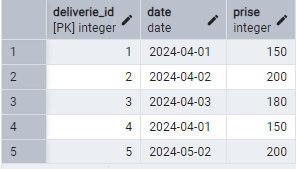 deliverie_id date prise
[PK] integer date integer
1 1 2024-04-01 150
2 2 2024-04-02 200
3 3 2024-04-03 180
4 4 2024-04-01 150
5 5 2024-05-02 200